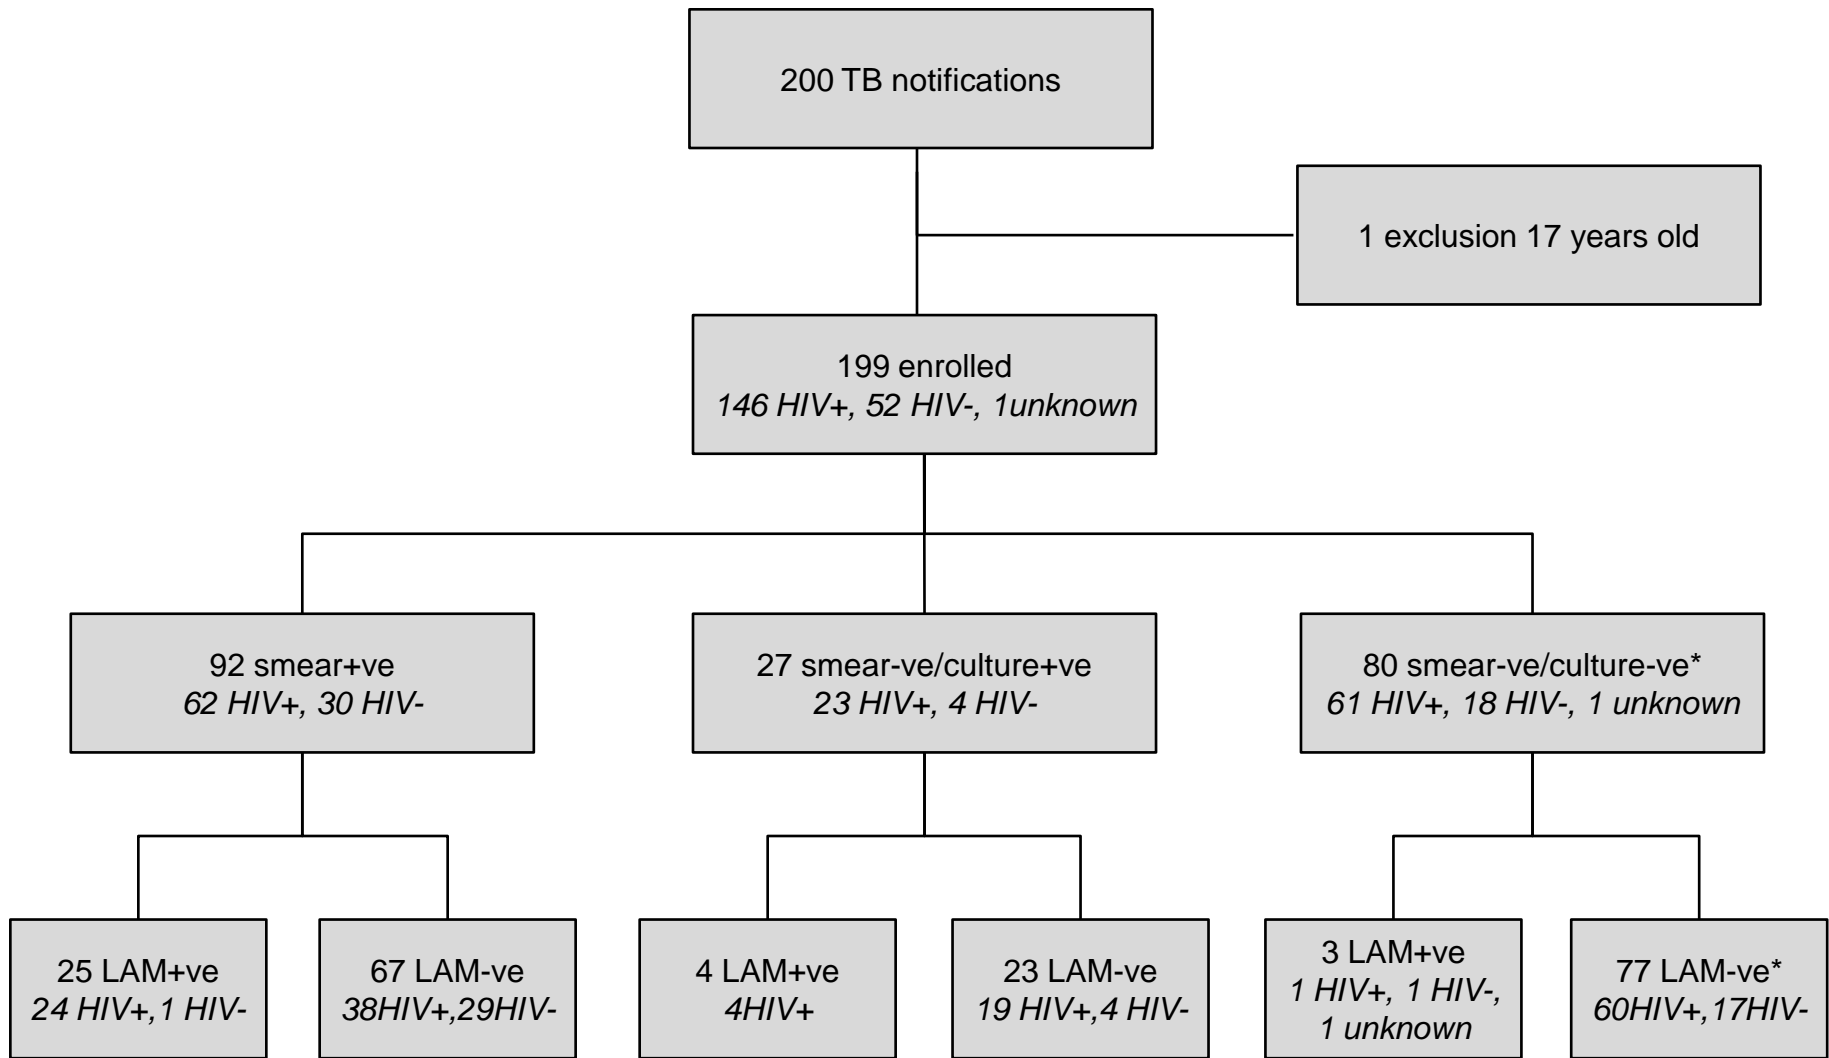 200 TB notifications
1 exclusion 17 years old
199 enrolled
146 HIV+, 52 HIV-, 1unknown
92 smear+ve
62 HIV+, 30 HIV-
27 smear-ve/culture+ve
23 HIV+, 4 HIV-
80 smear-ve/culture-ve*
61 HIV+, 18 HIV-, 1 unknown
25 LAM+ve
24 HIV+,1 HIV-
67 LAM-ve
38HIV+,29HIV-
4 LAM+ve
4HIV+
23 LAM-ve
19 HIV+,4 HIV-
3 LAM+ve
1 HIV+, 1 HIV-,
1 unknown
77 LAM-ve*
60HIV+,17HIV-